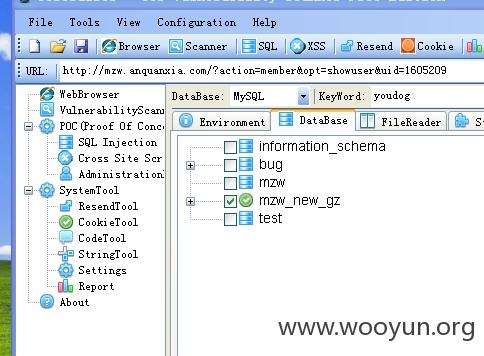 File Tools View Configuration Help
Browser Scanner SQL XSS Resend Cookie
URL: http://mzw.anquanxia.com/?action=member&opt=showuser&uid=1605209
WebBrowser
VulnerabilityScan
POC(Proof Of Conce
SQL Injection
Cross Site Scr
Administration
SystemTool
ResendTool
CookieTool
CodeTool
StringTool
Settings
Report
About
DataBase: MySQL KeyWord: youdog
Environment DataBase FileReader
information_schema
bug
mzw
mzw_new_gz
test
www.wooyun.org